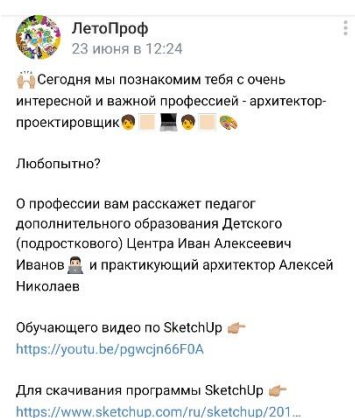 ЛетоПроф
23 июня в 12:24
🙌🏻Сегодня мы познакомим тебя с очень
интересной и важной профессией - архитектор-
проектировщик👨🏻💻👨🏻🎨
Любопытно?
О профессии вам расскажет педагог
дополнительного образования Детского
(подросткового) Центра Иван Алексеевич
Иванов👨🏻‍💻 и практикующий архитектор Алексей
Николаев
Обучающего видео по SketchUp 👉🏼
https://youtu.be/pgwcjn66F0A
Для скачивания программы SketchUp 👉🏼
https://www.sketchup.com/ru/sketchup/201...